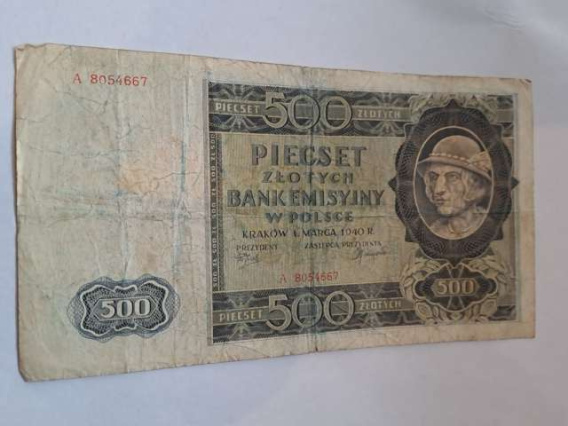 A 8054667
PIĘCSET 500 ZŁOTYCH
PIĘCSET
ZŁOTYCH
BANK EMISYJNY
W POLSCE
KRAKÓW 1. MARCA 1940 R.
PREZYDENT ZASTĘPCA PREZYDENTA
A 8054667
500 500
PIĘCSET 500 ZŁOTYCH